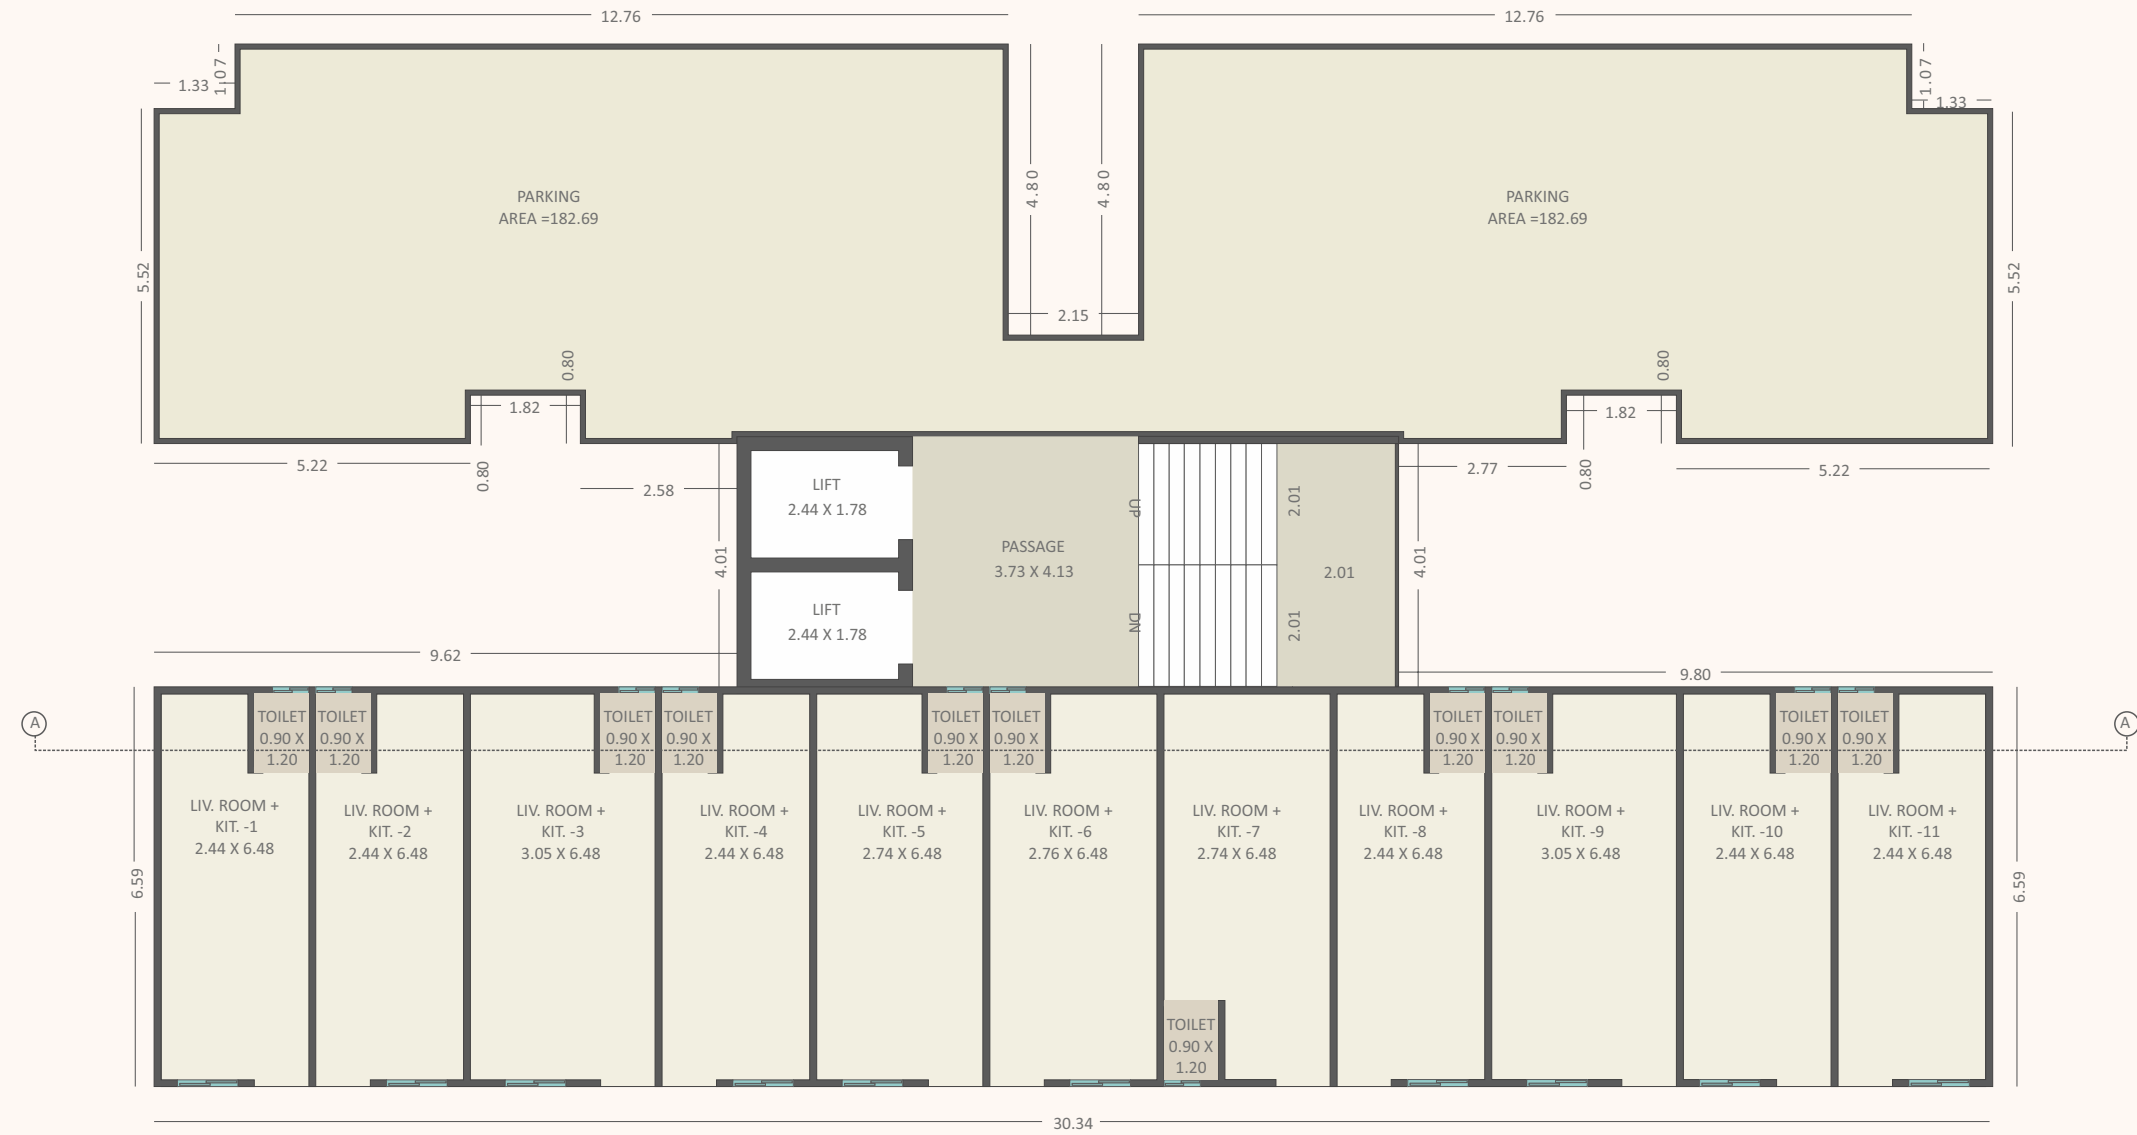 12.76
12.76
1.07
1.33
1.07
1.33
PARKING
AREA =182.69
4.80
4.80
PARKING
AREA =182.69
5.52
5.52
2.15
0.80
1.82
0.80
1.82
5.22
0.80
2.58
2.77
0.80
5.22
LIFT
2.44 X 1.78
UP
2.01
PASSAGE
3.73 X 4.13
4.01
2.01
4.01
LIFT
2.44 X 1.78
DN
2.01
9.62
9.80
A
A
TOILET
0.90 X
1.20
TOILET
0.90 X
1.20
TOILET
0.90 X
1.20
TOILET
0.90 X
1.20
TOILET
0.90 X
1.20
TOILET
0.90 X
1.20
TOILET
0.90 X
1.20
TOILET
0.90 X
1.20
TOILET
0.90 X
1.20
TOILET
0.90 X
1.20
LIV. ROOM +
KIT. -1
2.44 X 6.48
LIV. ROOM +
KIT. -2
2.44 X 6.48
LIV. ROOM +
KIT. -3
3.05 X 6.48
LIV. ROOM +
KIT. -4
2.44 X 6.48
LIV. ROOM +
KIT. -5
2.74 X 6.48
LIV. ROOM +
KIT. -6
2.76 X 6.48
LIV. ROOM +
KIT. -7
2.74 X 6.48
LIV. ROOM +
KIT. -8
2.44 X 6.48
LIV. ROOM +
KIT. -9
3.05 X 6.48
LIV. ROOM +
KIT. -10
2.44 X 6.48
LIV. ROOM +
KIT. -11
2.44 X 6.48
6.59
6.59
TOILET
0.90 X
1.20
30.34